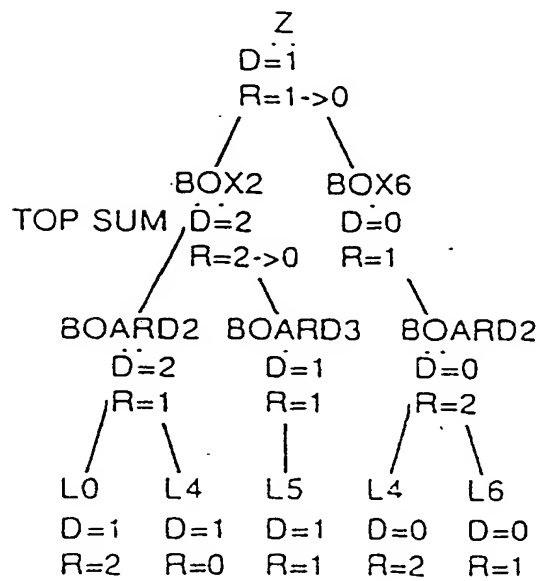 Z
D=1
R=1->0
BOX2 BOX6
TOP SUM D=2 D=0
R=2->0 R=1
BOARD2 BOARD3 BOARD2
D=2 D=1 D=0
R=1 R=1 R=2
L0 L4 L5 L4 L6
D=1 D=1 D=1 D=0 D=0
R=2 R=0 R=1 R=2 R=1